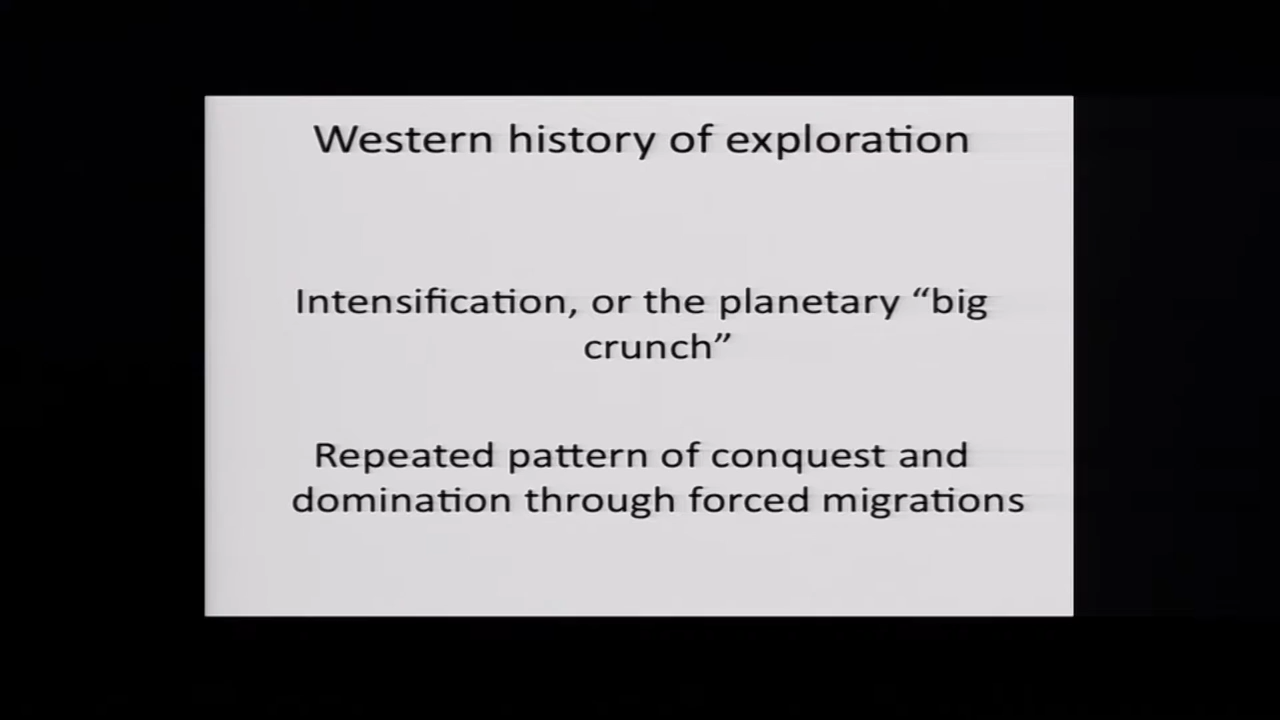 Western history of exploration
Intensification, or the planetary “big
crunch”
Repeated pattern of conquest and
domination through forced migrations